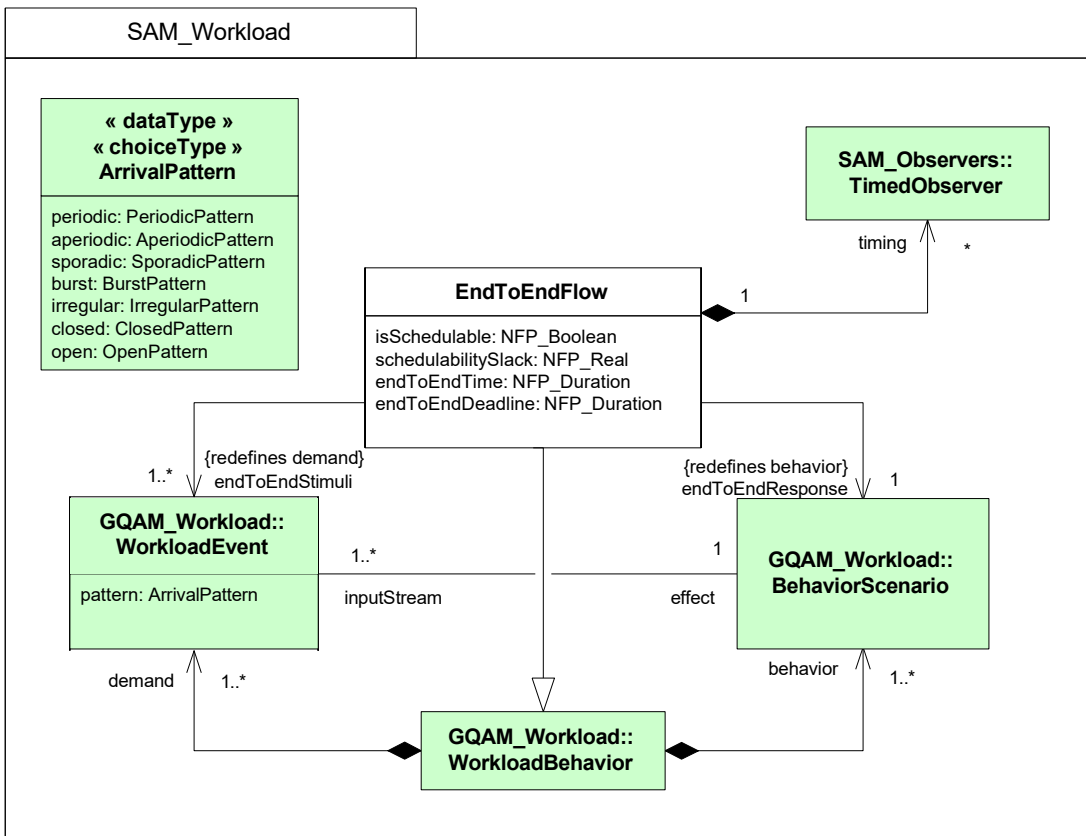 SAM_Workload
« dataType »
« choiceType »
ArrivalPattern
periodic: PeriodicPattern
aperiodic: AperiodicPattern
sporadic: SporadicPattern
burst: BurstPattern
irregular: IrregularPattern
closed: ClosedPattern
open: OpenPattern
SAM_Observers::
TimedObserver
timing
*
EndToEndFlow
1
isSchedulable: NFP_Boolean
schedulabilitySlack: NFP_Real
endToEndTime: NFP_Duration
endToEndDeadline: NFP_Duration
{redefines demand}
1..*
endToEndStimuli
{redefines behavior}
1
endToEndResponse
GQAM_Workload::
WorkloadEvent
pattern: ArrivalPattern
1..*
inputStream
1
effect
GQAM_Workload::
BehaviorScenario
demand
1..*
behavior
1..*
GQAM_Workload::
WorkloadBehavior